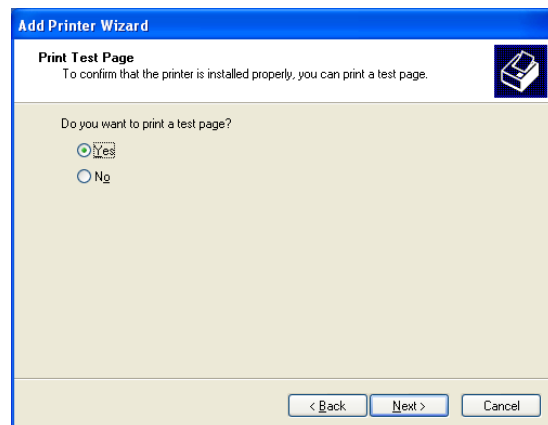 Add Printer Wizard
Print Test Page
To confirm that the printer is installed properly, you can print a test page.
Do you want to print a test page?
Yes
No
< Back Next > Cancel